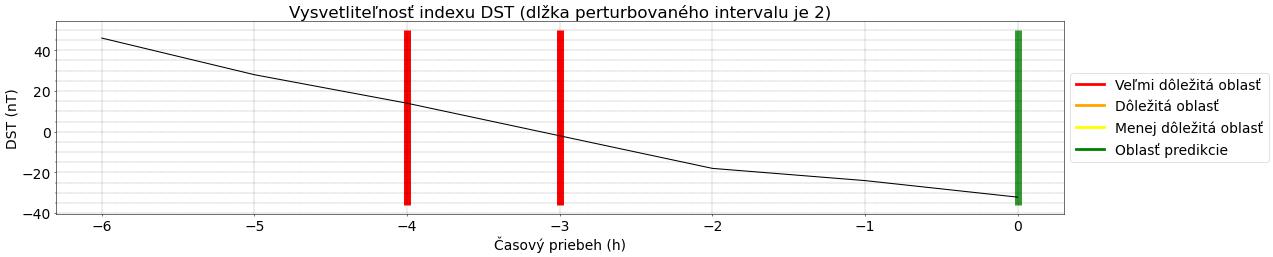 Vysvetliteľnosť indexu DST (dlžka perturbovaného intervalu je 2)
DST (nT)
40
20
0
−20
−40
−6 −5 −4 −3 −2 −1 0
Časový priebeh (h)
Veľmi dôležitá oblasť
Dôležitá oblasť
Menej dôležitá oblasť
Oblasť predikcie